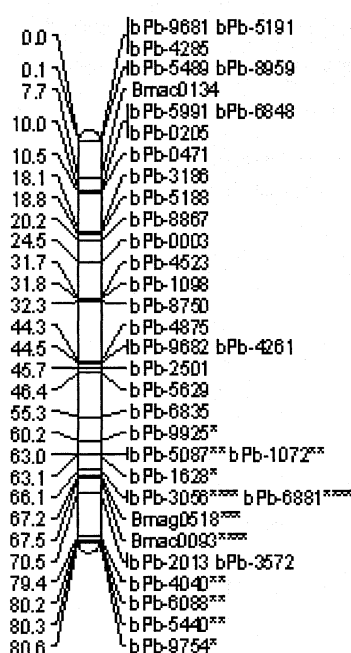 0.0 bPb-9681 bPb-5191
bPb-4285
0.1 bPb-5489 bPb-8959
7.7 Bmac0134
10.0 bPb-5991 bPb-6848
bPb-0205
10.5 bPb-0471
18.1 bPb-3186
18.8 bPb-5188
20.2 bPb-8867
24.5 bPb-0003
31.7 bPb-4523
31.8 bPb-1098
32.3 bPb-8750
44.3 bPb-4875
44.5 bPb-9682 bPb-4261
45.7 bPb-2501
46.4 bPb-5629
55.3 bPb-6835
60.2 bPb-9925*
63.0 bPb-5087** bPb-1072**
63.1 bPb-1628*
66.1 bPb-3056**** bPb-6881****
67.2 Bmag0518***
67.5 Bmac0093****
70.5 bPb-2013 bPb-3572
79.4 bPb-4040**
80.2 bPb-6088**
80.3 bPb-5440**
80.6 bPb-9754*